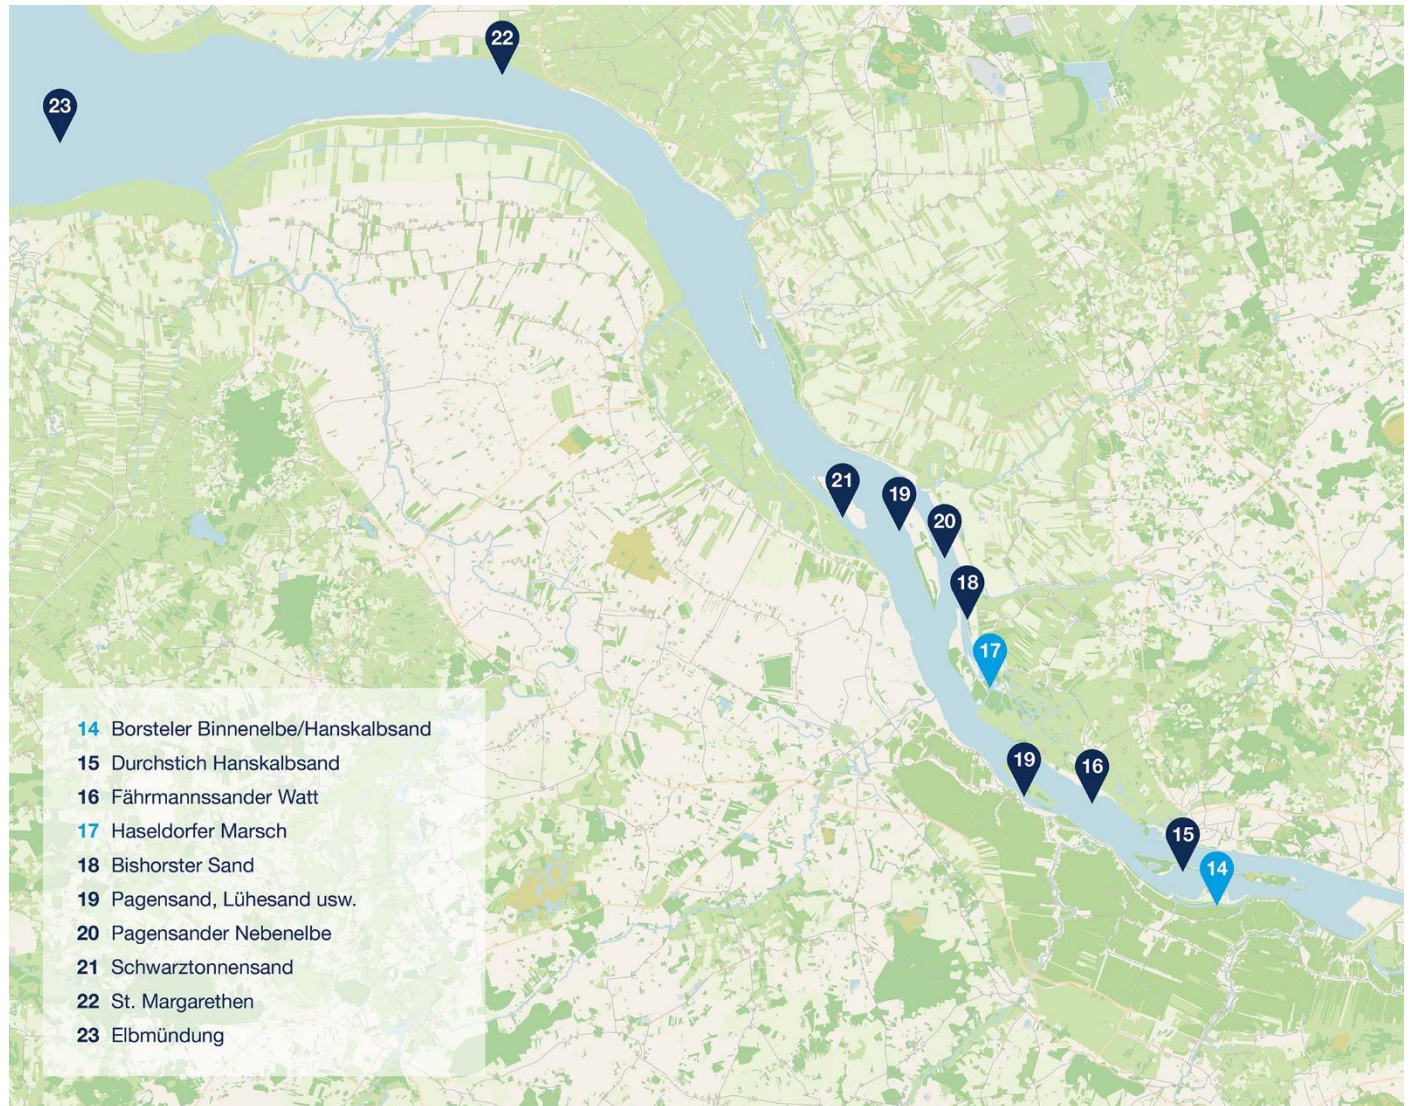 22
23
21
19
20
18
17
19
16
15
14
14 Borsteler Binnenelbe/Hanskalbsand
15 Durchstich Hanskalbsand
16 Fährmannssander Watt
17 Haseldorfer Marsch
18 Bishorster Sand
19 Pagensand, Lühesand usw.
20 Pagensander Nebenelbe
21 Schwarztonnensand
22 St. Margarethen
23 Elbmündung